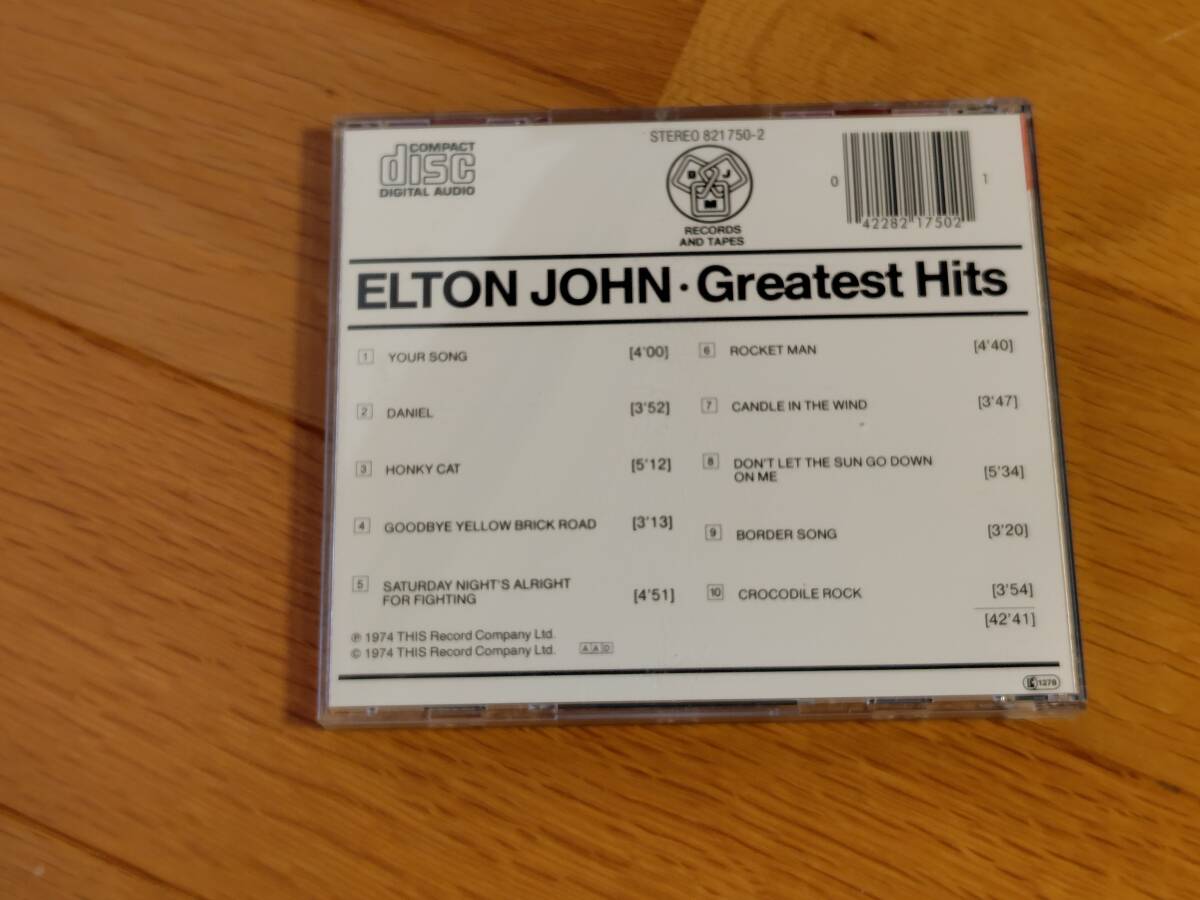 COMPACT
disc
DIGITAL AUDIO
STEREO 821 750-2
D J
M
RECORDS
AND TAPES
0 42282 17502 1
ELTON JOHN · Greatest Hits
1 YOUR SONG [4'00]
2 DANIEL [3'52]
3 HONKY CAT [5'12]
4 GOODBYE YELLOW BRICK ROAD [3'13]
5 SATURDAY NIGHT'S ALRIGHT
FOR FIGHTING [4'51]
6 ROCKET MAN [4'40]
7 CANDLE IN THE WIND [3'47]
8 DON'T LET THE SUN GO DOWN
ON ME [5'34]
9 BORDER SONG [3'20]
10 CROCODILE ROCK [3'54]
[42'41]
℗ 1974 THIS Record Company Ltd.
© 1974 THIS Record Company Ltd. AAD
1278